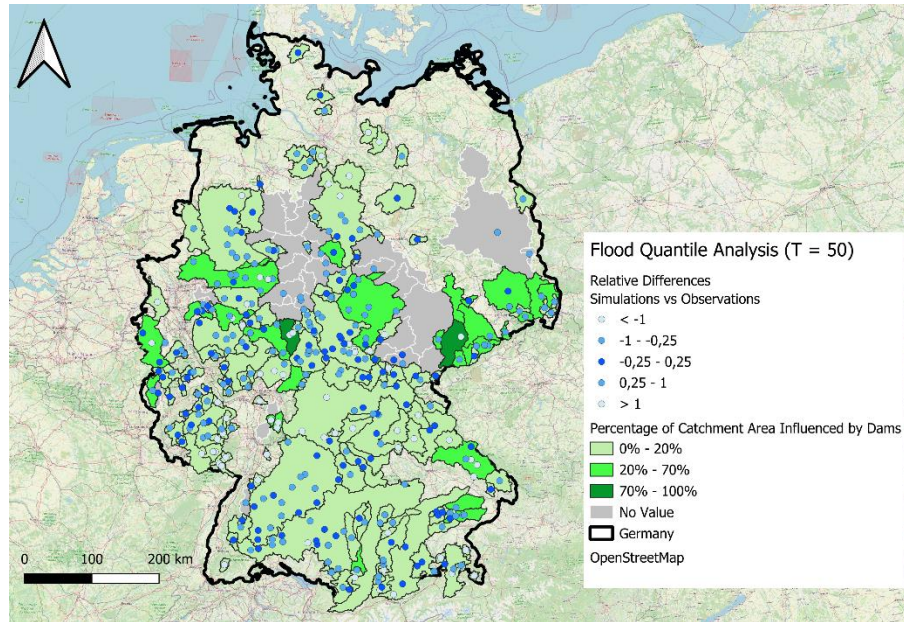 Flood Quantile Analysis (T = 50)
Relative Differences
Simulations vs Observations
< -1
-1 - -0,25
-0,25 - 0,25
0,25 - 1
> 1
Percentage of Catchment Area Influenced by Dams
0% - 20%
20% - 70%
70% - 100%
No Value
Germany
OpenStreetMap
0 100 200 km